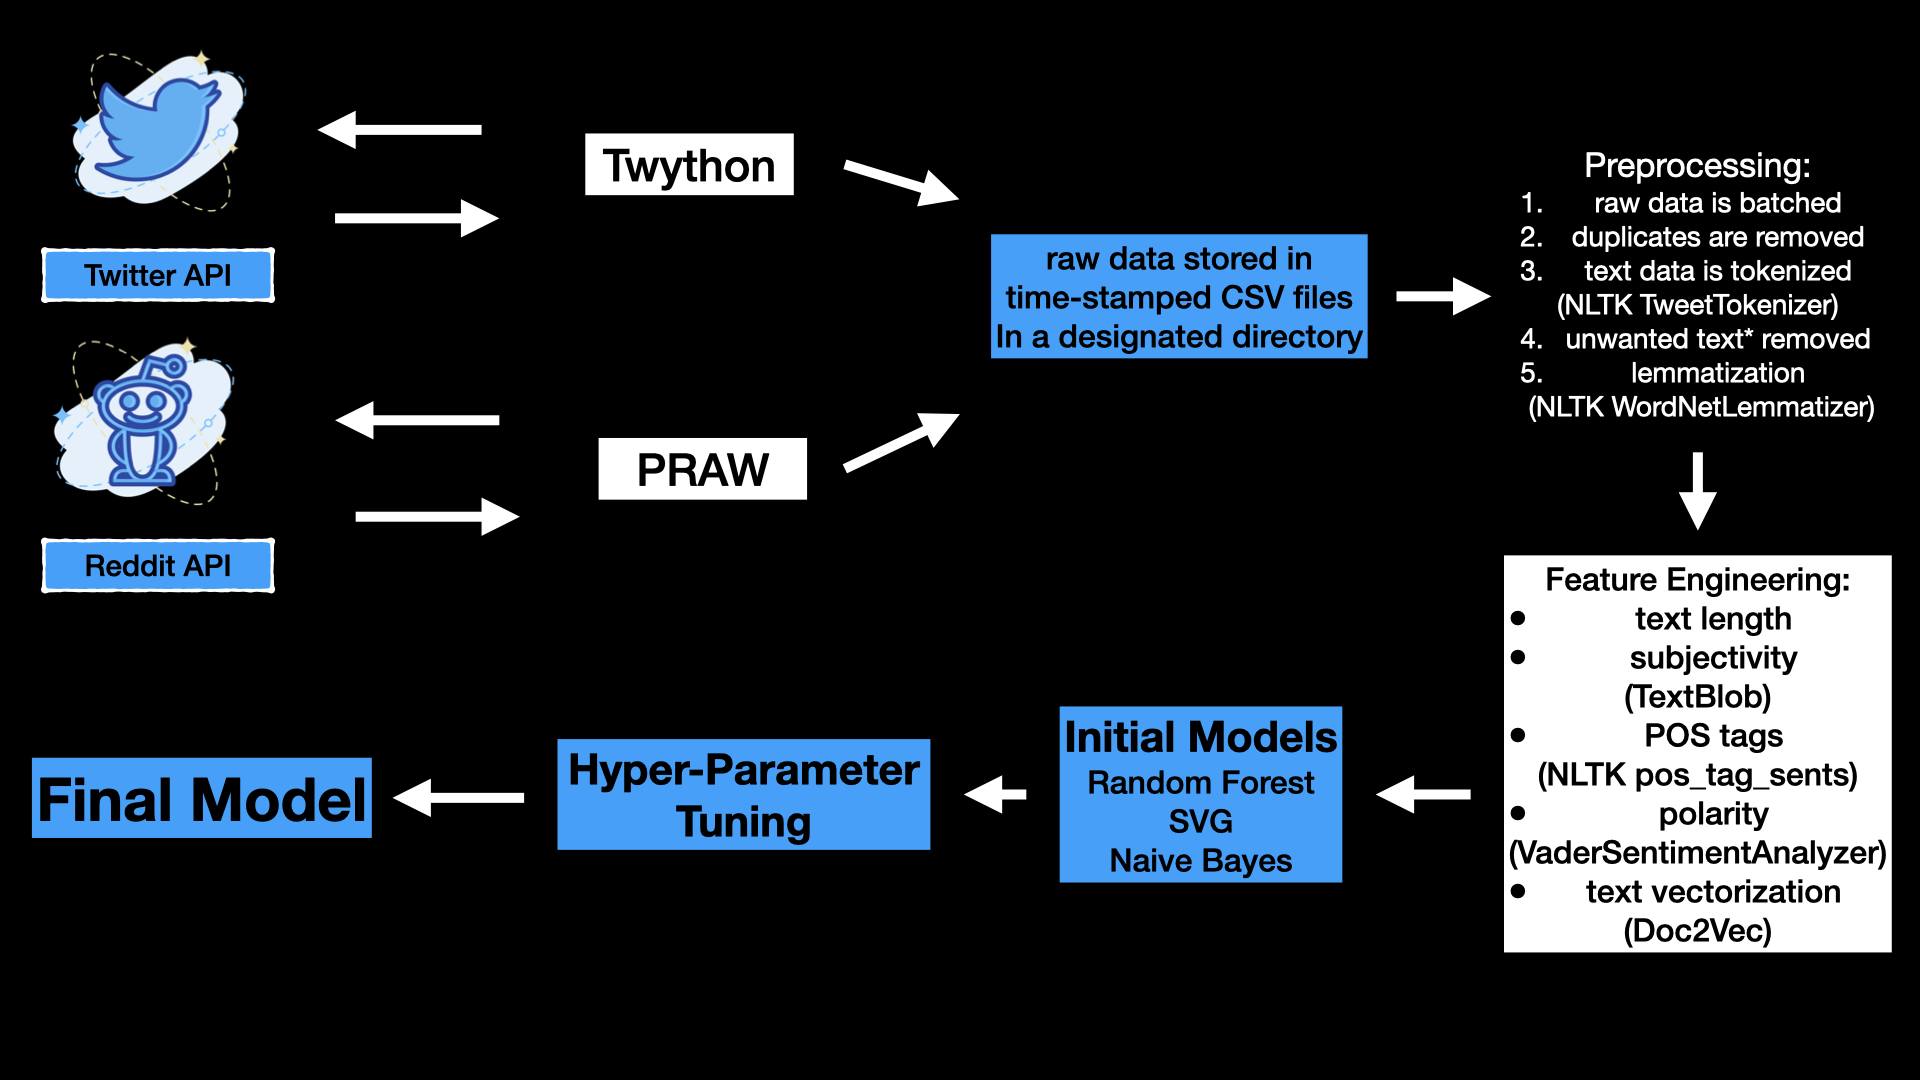 Twitter API
Reddit API
Twython
PRAW
raw data stored in
time-stamped CSV files
In a designated directory
Preprocessing:
1. raw data is batched
2. duplicates are removed
3. text data is tokenized
(NLTK TweetTokenizer)
4. unwanted text* removed
5. lemmatization
(NLTK WordNetLemmatizer)
Feature Engineering:
• text length
• subjectivity
(TextBlob)
• POS tags
(NLTK pos_tag_sents)
• polarity
(VaderSentimentAnalyzer)
• text vectorization
(Doc2Vec)
Initial Models
Random Forest
SVG
Naive Bayes
Hyper-Parameter
Tuning
Final Model